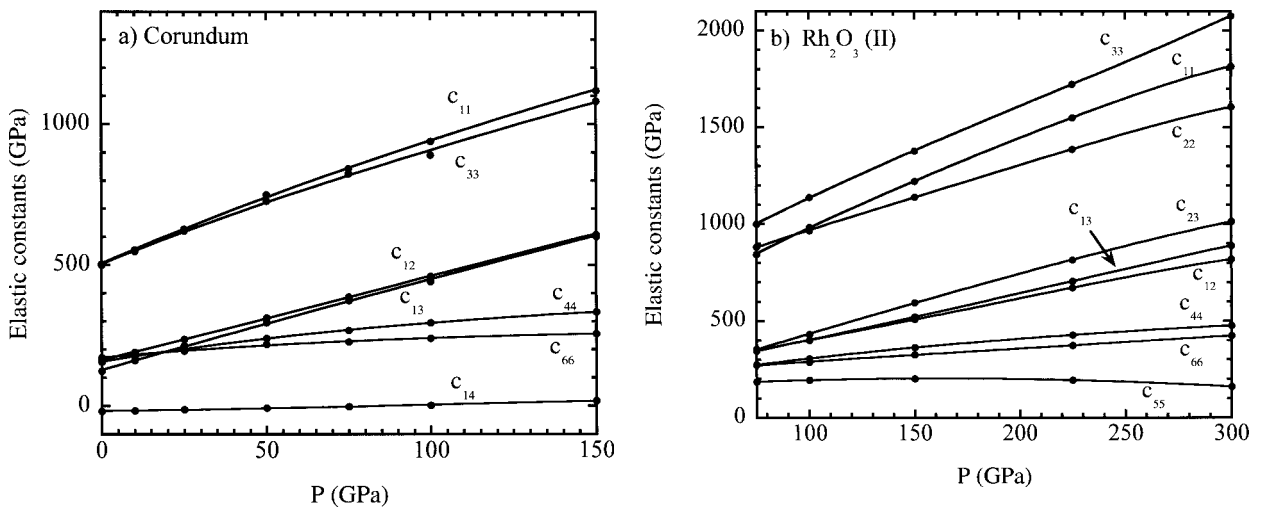 a) Corundum
Elastic constants (GPa)
1000
500
0
c₁₁
c₃₃
c₁₂
c₁₃
c₄₄
c₆₆
c₁₄
0 50 100 150
P (GPa)
b) Rh₂O₃ (II)
Elastic constants (GPa)
2000
1500
1000
500
0
c₃₃
c₁₁
c₂₂
c₂₃
c₁₃
c₁₂
c₄₄
c₆₆
c₅₅
100 150 200 250 300
P (GPa)